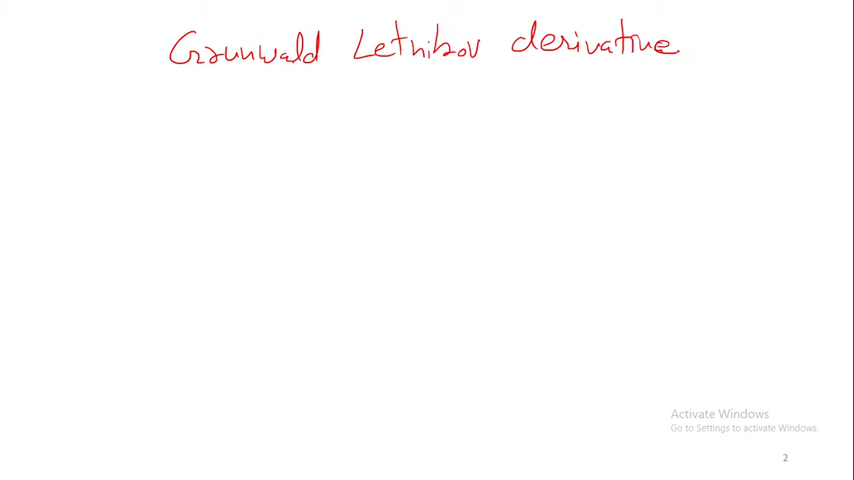 Grunwald Letnikov derivative
Activate Windows
Go to Settings to activate Windows.
2